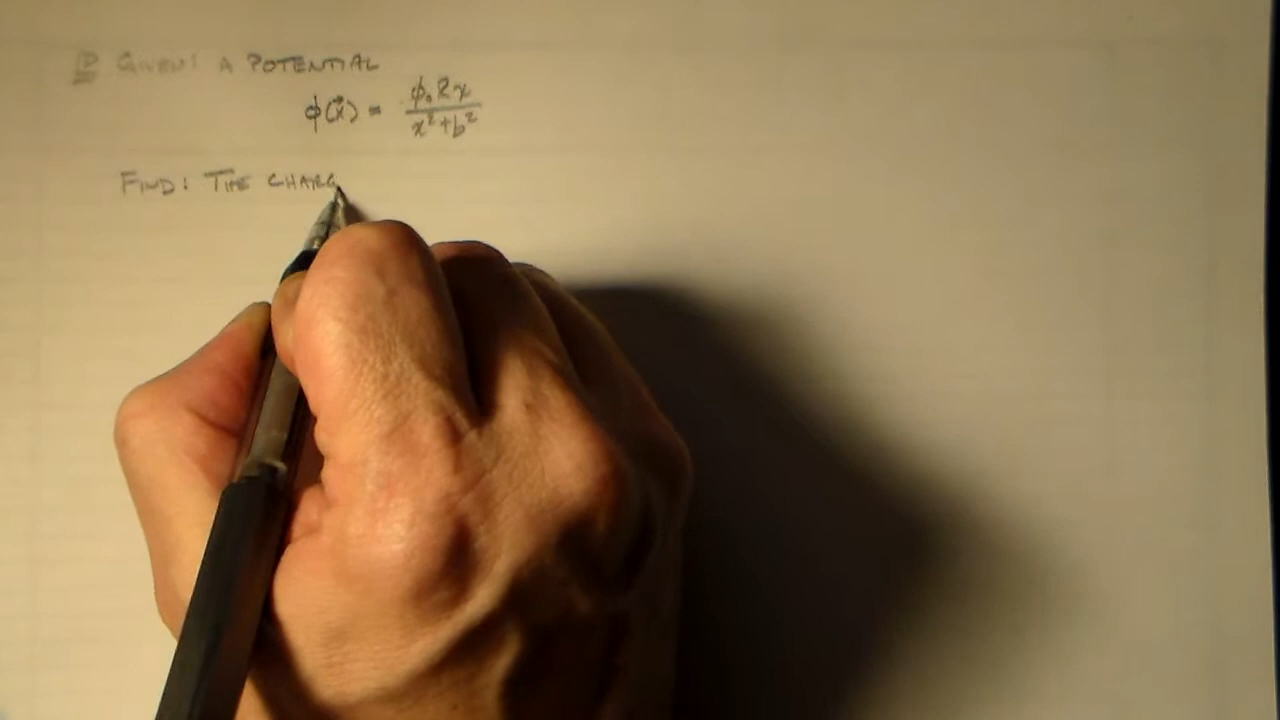 P GIVEN: A POTENTIAL
ϕ(x⃗) = ϕ₀Rx / x²+b²
FIND: THE CHARG